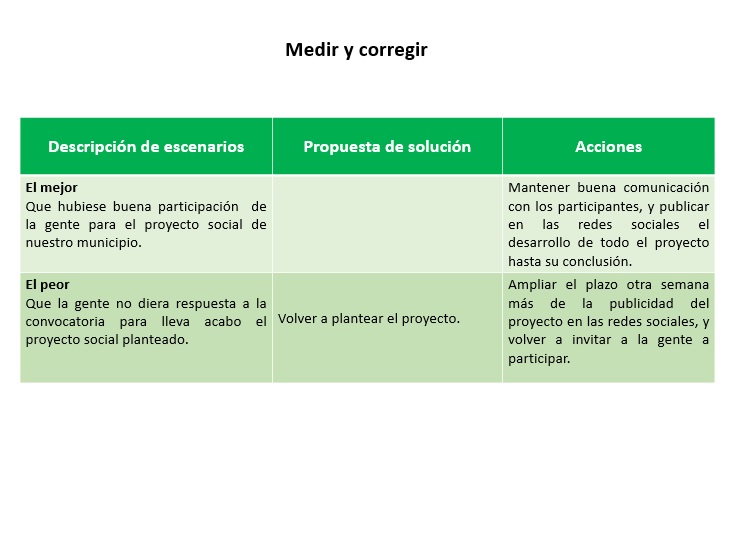 Medir y corregir
Descripción de escenarios
Propuesta de solución
Acciones
El mejor
Que hubiese buena participación de
la gente para el proyecto social de
nuestro municipio.
Mantener buena comunicación
con los participantes, y publicar
en las redes sociales el
desarrollo de todo el proyecto
hasta su conclusión.
El peor
Que la gente no diera respuesta a la
convocatoria para lleva acabo el
proyecto social planteado.
Volver a plantear el proyecto.
Ampliar el plazo otra semana
más de la publicidad del
proyecto en las redes sociales, y
volver a invitar a la gente a
participar.